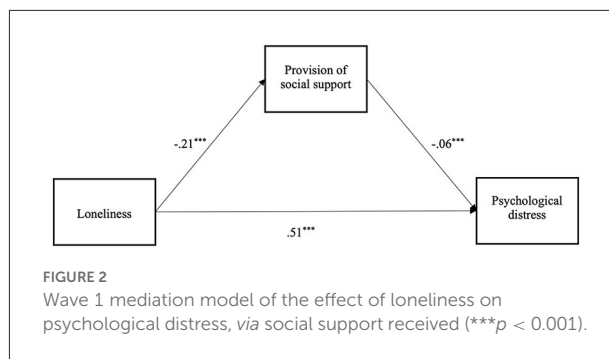 Provision of
social support
-.21***
-.06***
Loneliness
Psychological
distress
.51***
FIGURE 2
Wave 1 mediation model of the effect of loneliness on
psychological distress, via social support received (***p < 0.001).